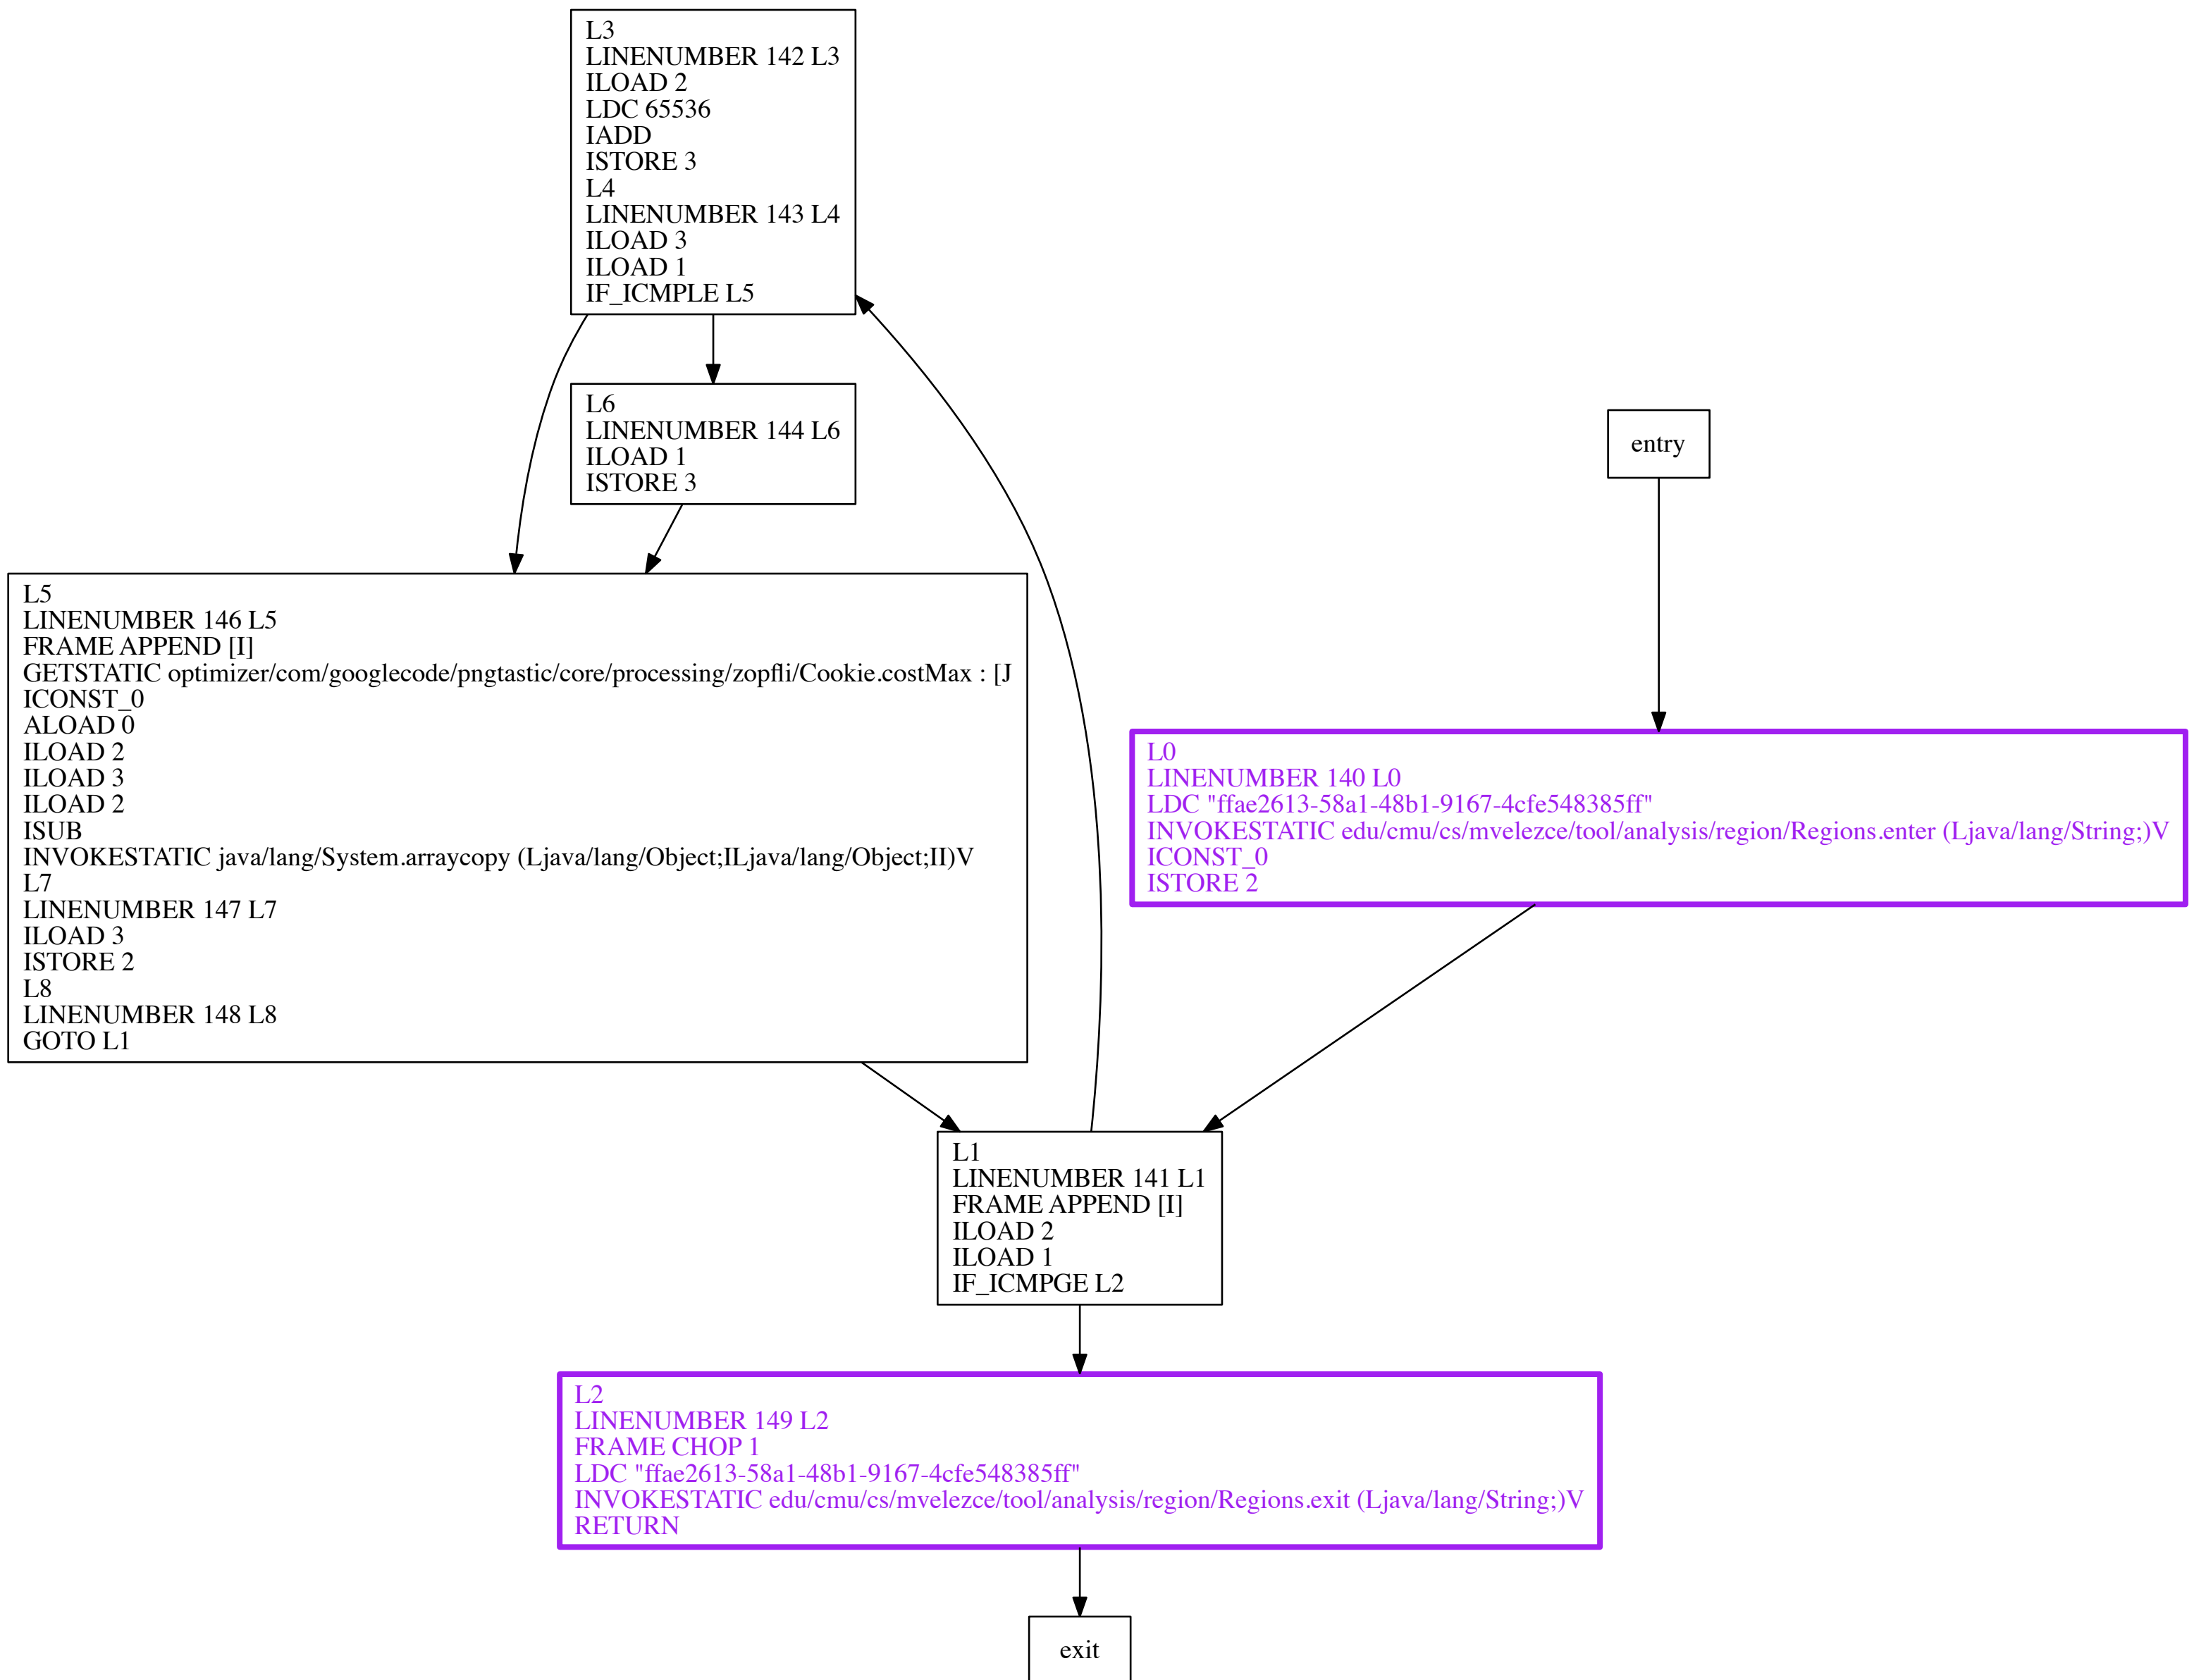 L3
LINENUMBER 142 L3
ILOAD 2
LDC 65536
IADD
ISTORE 3
L4
LINENUMBER 143 L4
ILOAD 3
ILOAD 1
IF_ICMPLE L5
L6
LINENUMBER 144 L6
ILOAD 1
ISTORE 3
entry
L5
LINENUMBER 146 L5
FRAME APPEND [I]
GETSTATIC optimizer/com/googlecode/pngtastic/core/processing/zopfli/Cookie.costMax : [J
ICONST_0
ALOAD 0
ILOAD 2
ILOAD 3
ILOAD 2
ISUB
INVOKESTATIC java/lang/System.arraycopy (Ljava/lang/Object;ILjava/lang/Object;II)V
L7
LINENUMBER 147 L7
ILOAD 3
ISTORE 2
L8
LINENUMBER 148 L8
GOTO L1
L0
LINENUMBER 140 L0
LDC "ffae2613-58a1-48b1-9167-4cfe548385ff"
INVOKESTATIC edu/cmu/cs/mvelezce/tool/analysis/region/Regions.enter (Ljava/lang/String;)V
ICONST_0
ISTORE 2
L1
LINENUMBER 141 L1
FRAME APPEND [I]
ILOAD 2
ILOAD 1
IF_ICMPGE L2
L2
LINENUMBER 149 L2
FRAME CHOP 1
LDC "ffae2613-58a1-48b1-9167-4cfe548385ff"
INVOKESTATIC edu/cmu/cs/mvelezce/tool/analysis/region/Regions.exit (Ljava/lang/String;)V
RETURN
exit